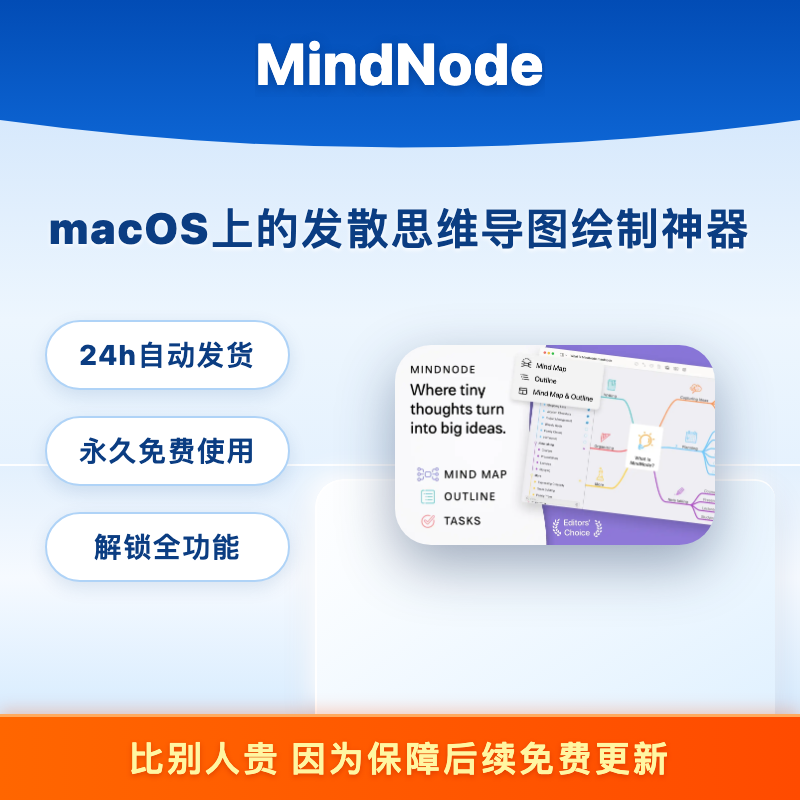 MindNode
macOS上的发散思维导图绘制神器
24h自动发货
永久免费使用
解锁全功能
MINDNODE
Where tiny
thoughts turn
into big ideas.
MIND MAP
OUTLINE
TASKS
Mind Map
Outline
Mind Map & Outline
What is
MindNode?
Editors'
Choice
比别人贵 因为保障后续免费更新